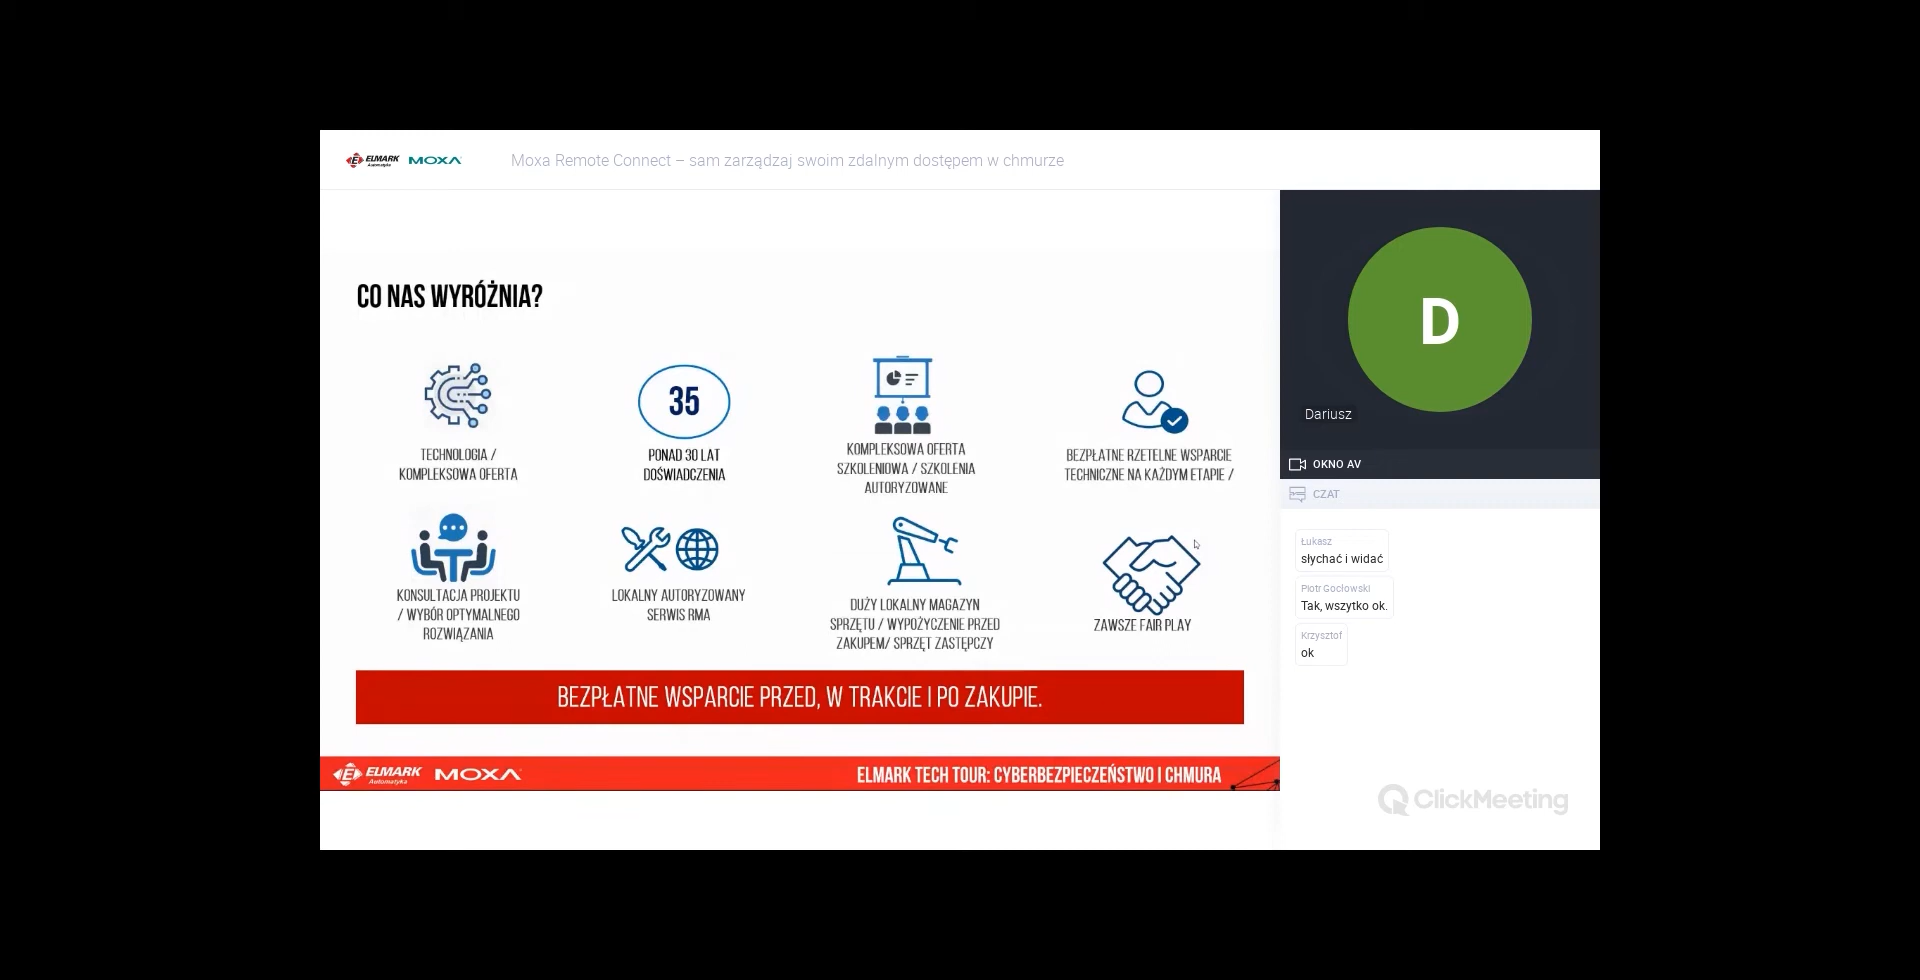 ELMARK
Automatyka
MOXA
Moxa Remote Connect – sam zarządzaj swoim zdalnym dostępem w chmurze
CO NAS WYRÓŻNIA?
TECHNOLOGIA /
KOMPLEKSOWA OFERTA
35
PONAD 30 LAT
DOŚWIADCZENIA
KOMPLEKSOWA OFERTA
SZKOLENIOWA / SZKOLENIA
AUTORYZOWANE
BEZPŁATNE RZETELNE WSPARCIE
TECHNICZNE NA KAŻDYM ETAPIE /
KONSULTACJA PROJEKTU
/ WYBÓR OPTYMALNEGO
ROZWIĄZANIA
LOKALNY AUTORYZOWANY
SERWIS RMA
DUŻY LOKALNY MAGAZYN
SPRZĘTU / WYPOŻYCZENIE PRZED
ZAKUPEM/ SPRZĘT ZASTĘPCZY
ZAWSZE FAIR PLAY
BEZPŁATNE WSPARCIE PRZED, W TRAKCIE I PO ZAKUPIE.
ELMARK
Automatyka
MOXA
ELMARK TECH TOUR: CYBERBEZPIECZEŃSTWO I CHMURA
D
Dariusz
OKNO AV
CZAT
Łukasz
słychać i widać
Piotr Gocłowski
Tak, wszytko ok.
Krzysztof
ok
ClickMeeting